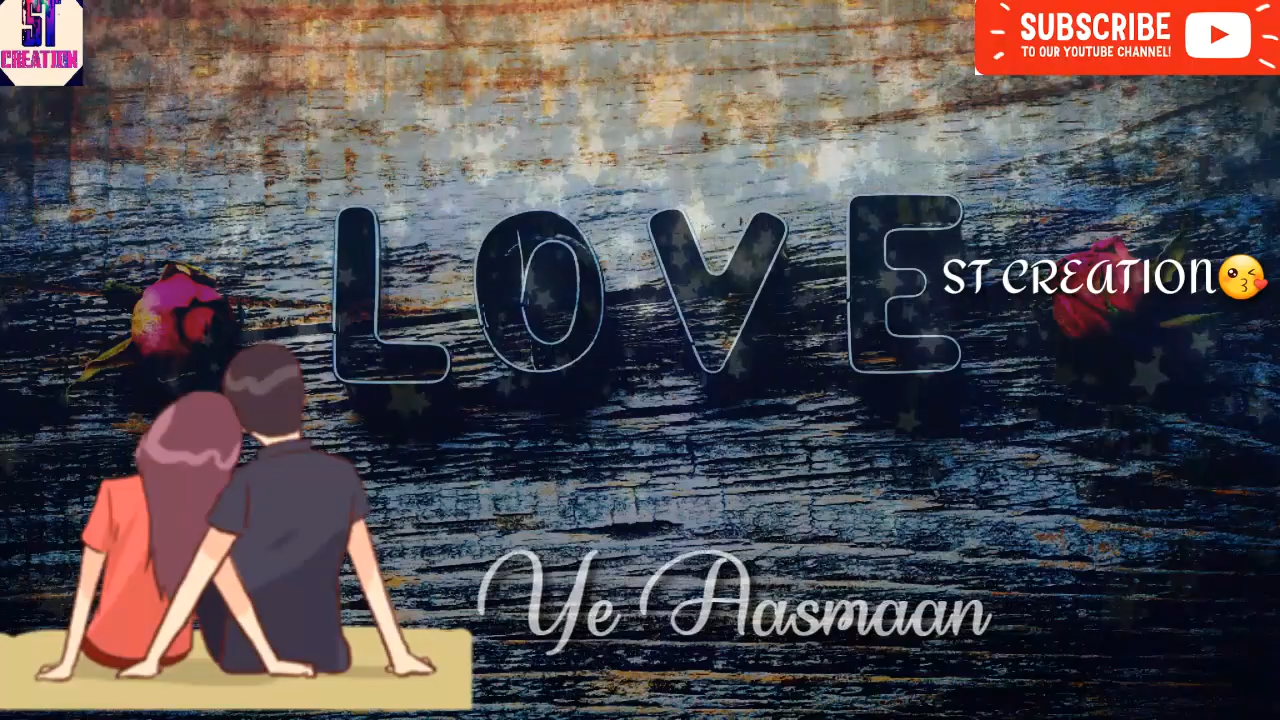 ST
CREATION
SUBSCRIBE
TO OUR YOUTUBE CHANNEL!
LOVE
ST CREATION😘
Ye Aasmaan